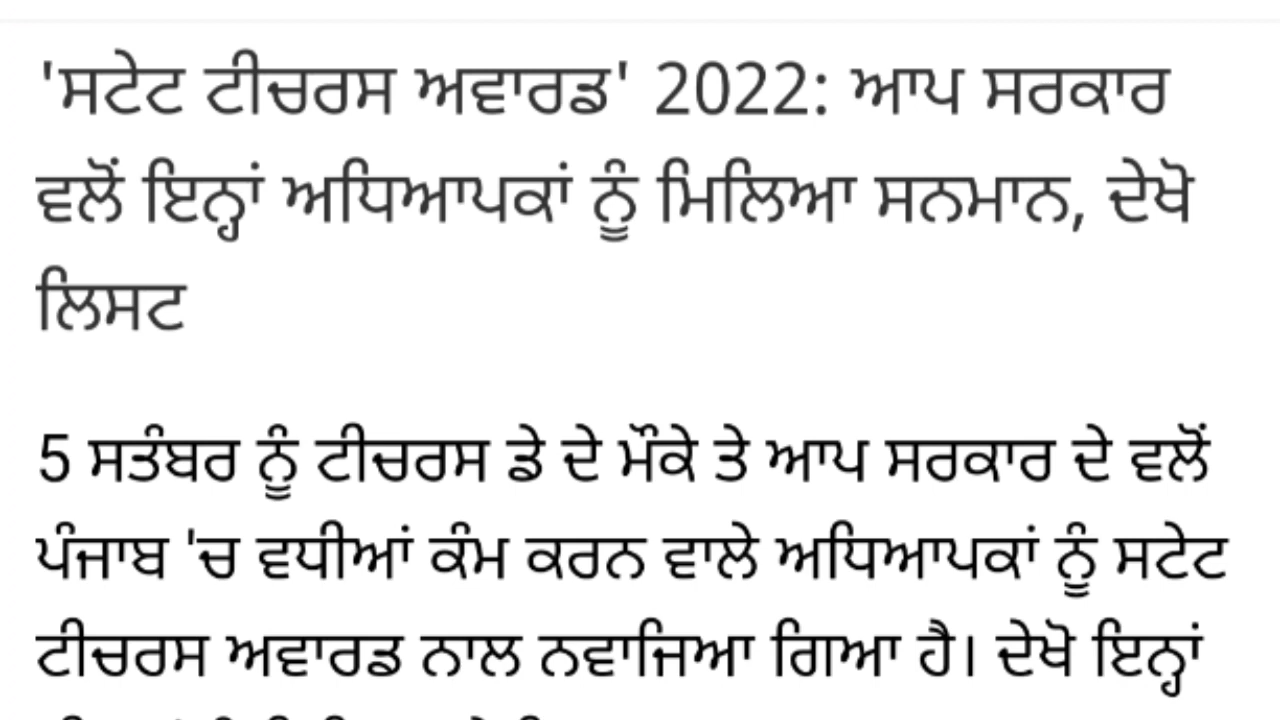 'ਸਟੇਟ ਟੀਚਰਸ ਅਵਾਰਡ' 2022: ਆਪ ਸਰਕਾਰ
ਵਲੋਂ ਇਨ੍ਹਾਂ ਅਧਿਆਪਕਾਂ ਨੂੰ ਮਿਲਿਆ ਸਨਮਾਨ, ਦੇਖੋ
ਲਿਸਟ
5 ਸਤੰਬਰ ਨੂੰ ਟੀਚਰਸ ਡੇ ਦੇ ਮੌਕੇ ਤੇ ਆਪ ਸਰਕਾਰ ਦੇ ਵਲੋਂ
ਪੰਜਾਬ 'ਚ ਵਧੀਆਂ ਕੰਮ ਕਰਨ ਵਾਲੇ ਅਧਿਆਪਕਾਂ ਨੂੰ ਸਟੇਟ
ਟੀਚਰਸ ਅਵਾਰਡ ਨਾਲ ਨਵਾਜਿਆ ਗਿਆ ਹੈ। ਦੇਖੋ ਇਨ੍ਹਾਂ